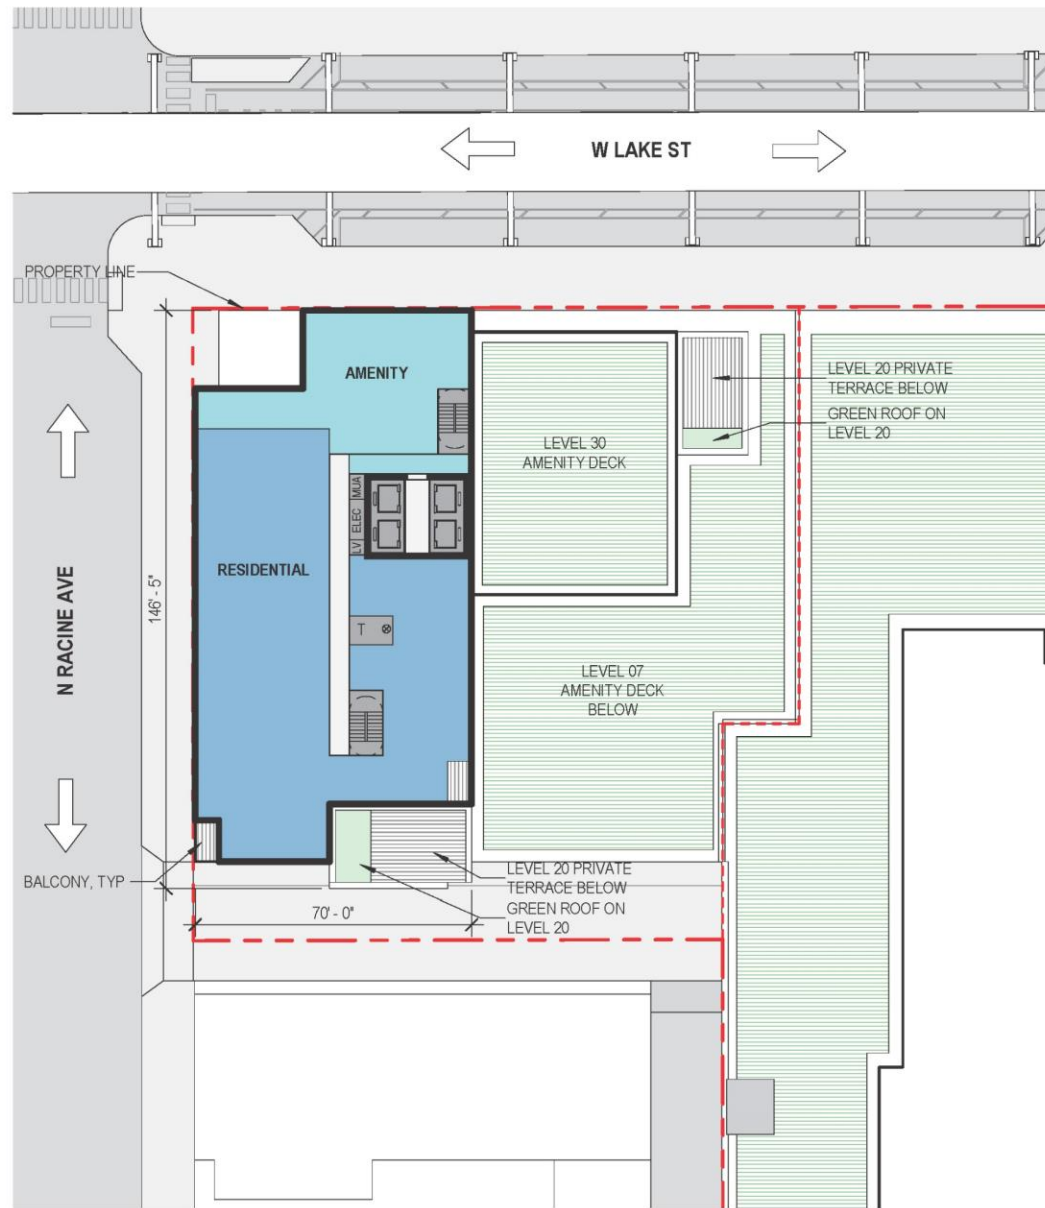 W LAKE ST
PROPERTY LINE
AMENITY
LEVEL 20 PRIVATE
TERRACE BELOW
GREEN ROOF ON
LEVEL 20
LEVEL 30
AMENITY DECK
MUA
ELEC
LV
RESIDENTIAL
N RACINE AVE
146' - 5"
T
LEVEL 07
AMENITY DECK
BELOW
BALCONY, TYP
LEVEL 20 PRIVATE
TERRACE BELOW
GREEN ROOF ON
LEVEL 20
70' - 0"